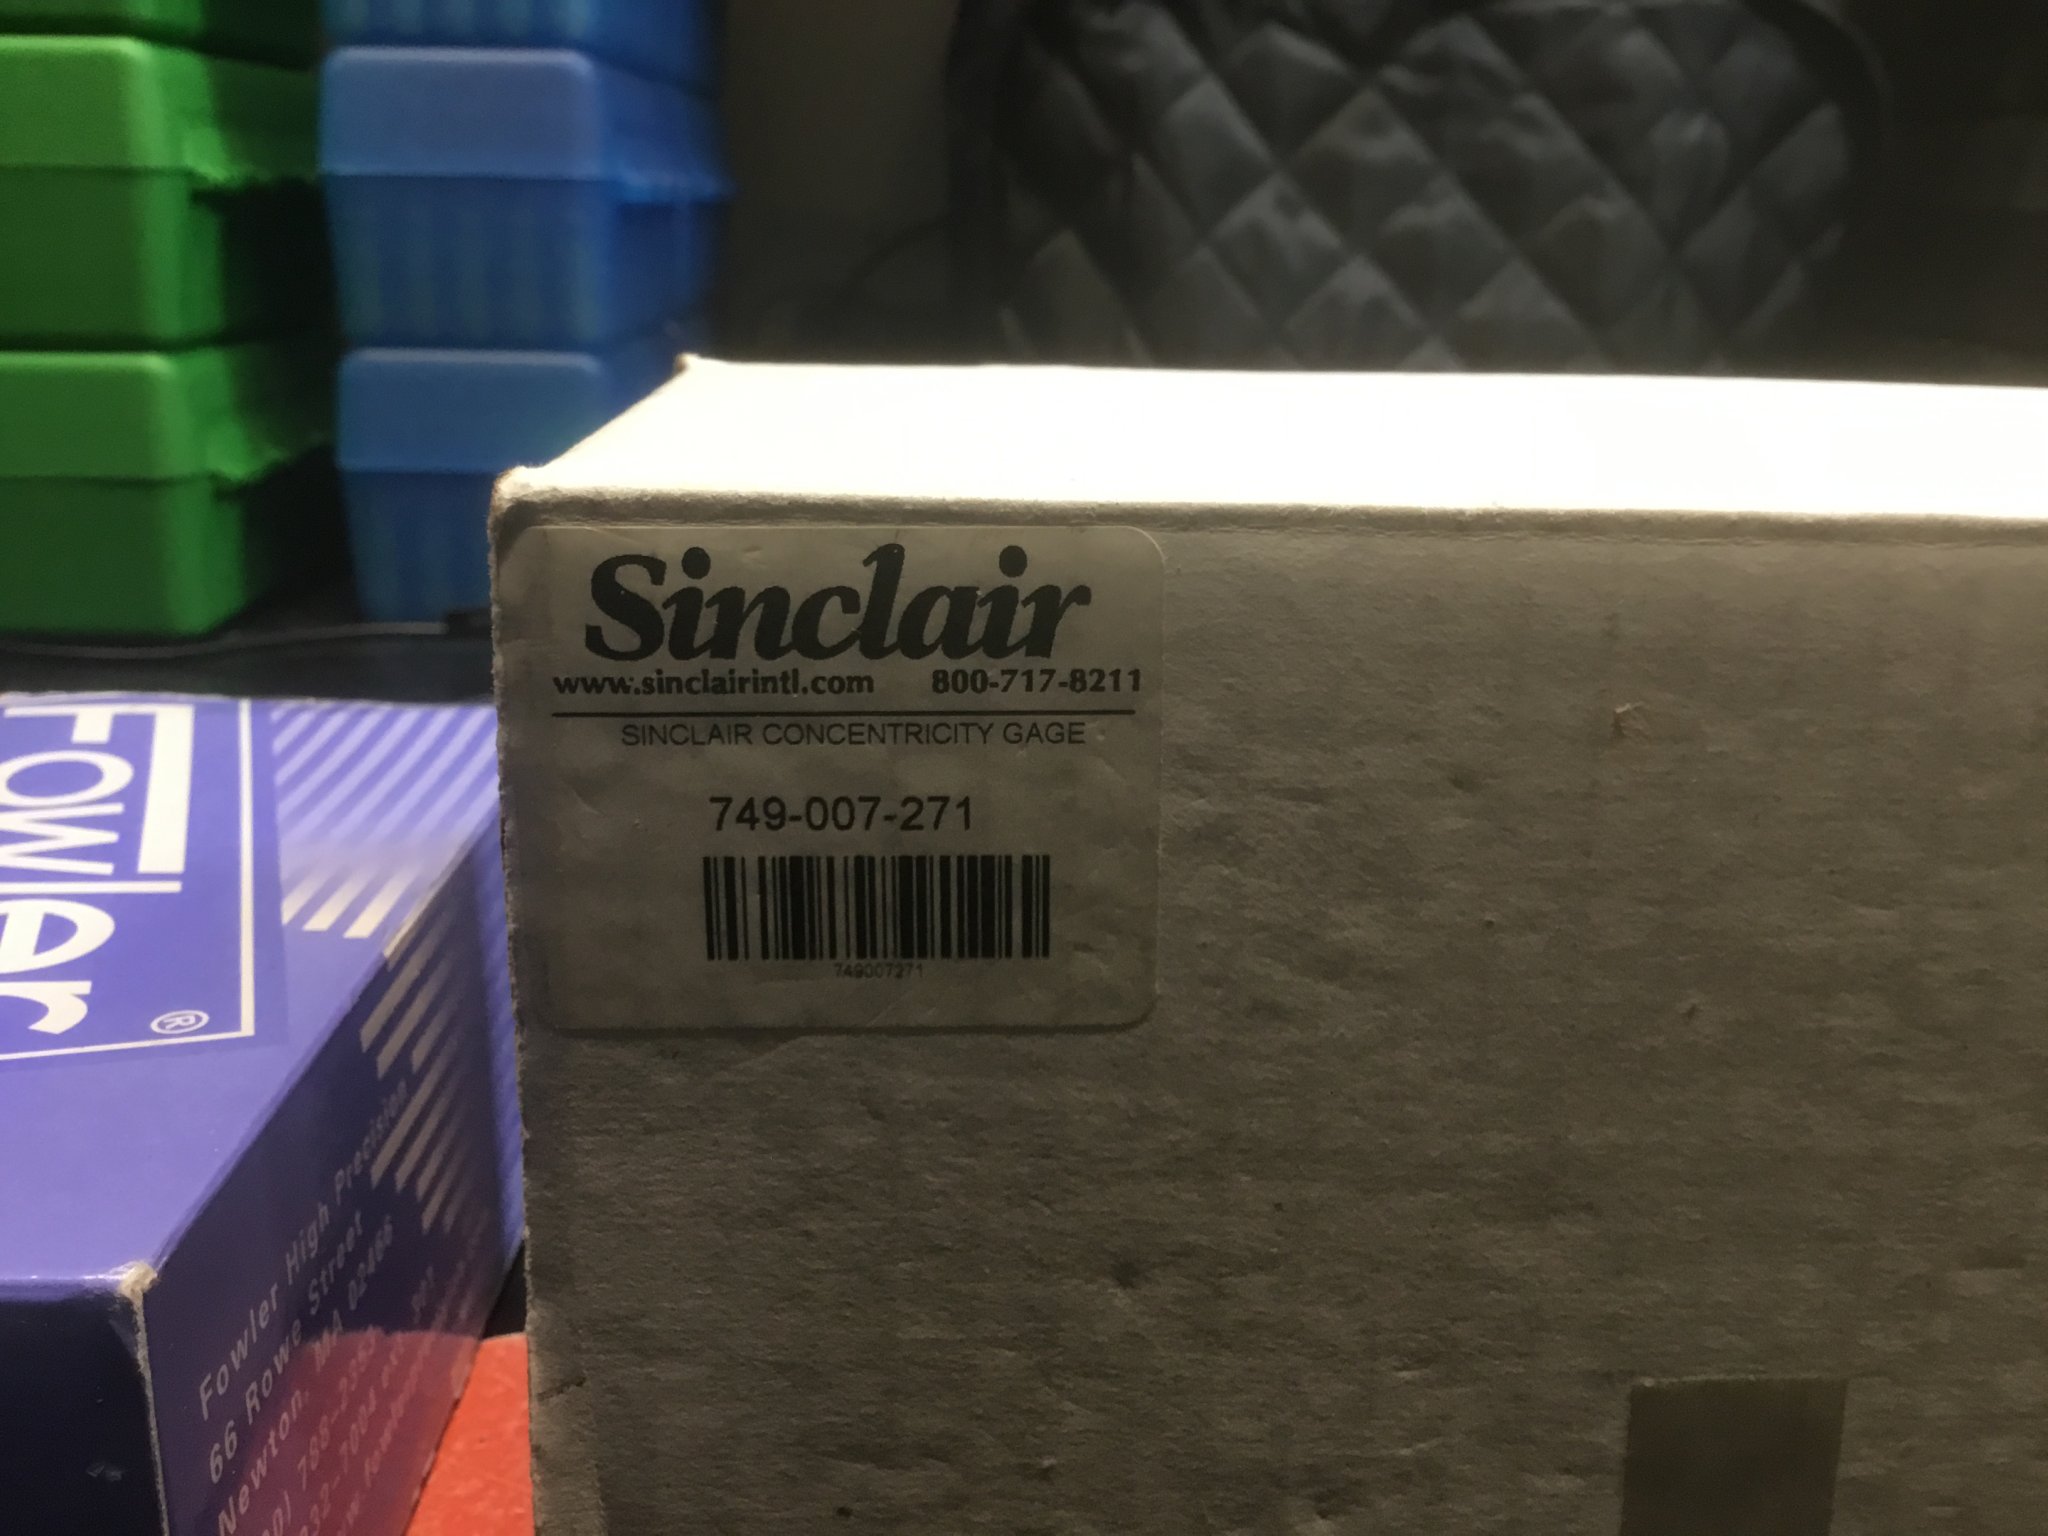 Sinclair
www.sinclairintl.com 800-717-8211
SINCLAIR CONCENTRICITY GAGE
749-007-271
749007271
Fowler
®
Fowler High Precision
66 Rowe Street
Newton, MA 02466